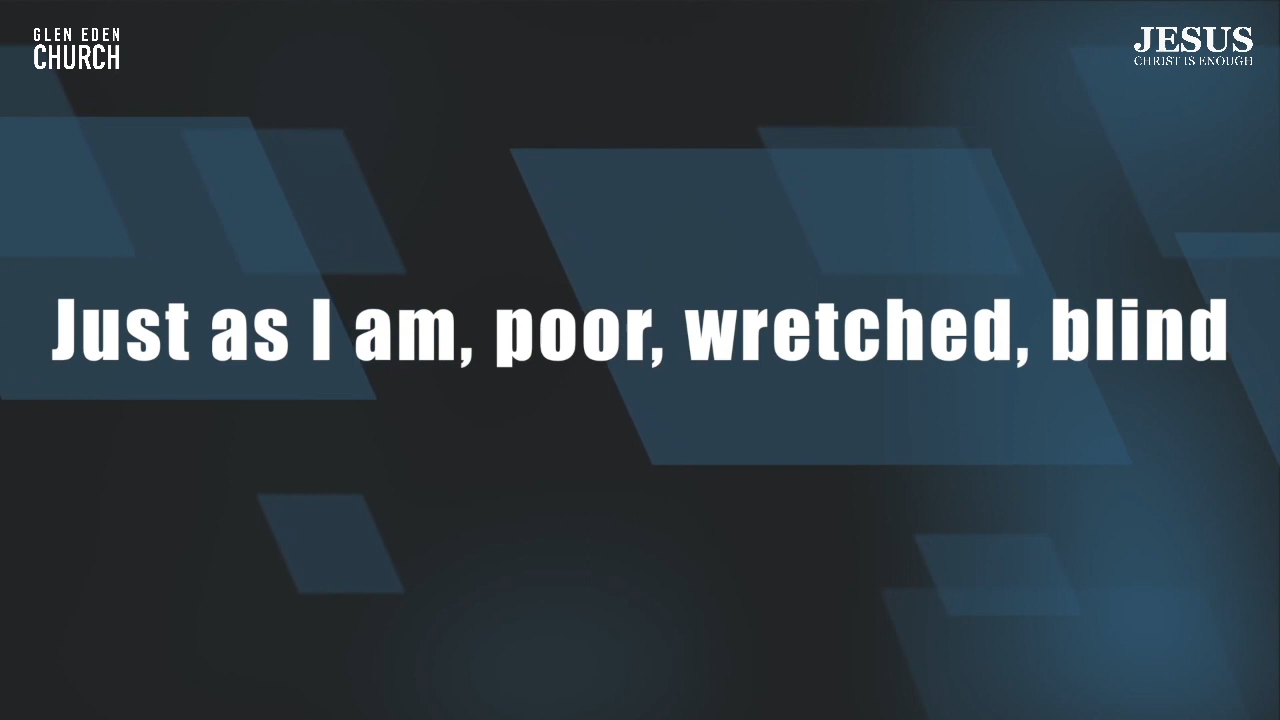 GLEN EDEN
CHURCH
JESUS
CHRIST IS ENOUGH
Just as I am, poor, wretched, blind